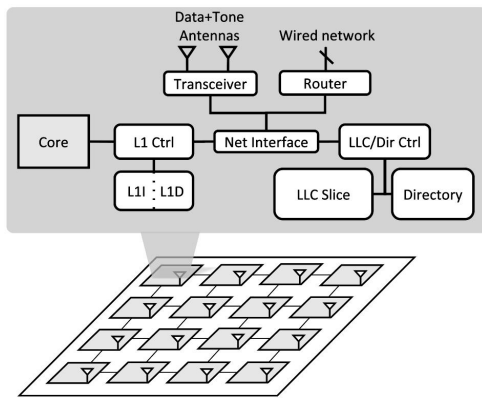 Data+Tone
Antennas
Wired network
Transceiver
Router
Core
L1 Ctrl
Net Interface
LLC/Dir Ctrl
L1I
L1D
LLC Slice
Directory